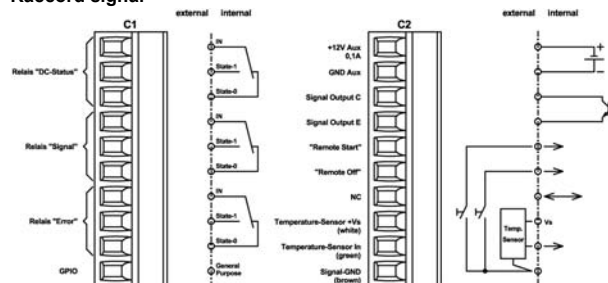 Raccord signal
external internal
C1
IN
Relais "DC-Status"
State-1
State-0
IN
Relais "Signal"
State-1
State-0
IN
Relais "Error"
State-1
State-0
GPIO
General
Purpose
external internal
C2
+12V Aux
0,1A
+
GND Aux
-
Signal Output C
Signal Output E
"Remote Start"
"Remote Off"
NC
Temperature-Sensor +Vs
(white)
Vs
Temp.
Sensor
Temperature-Sensor In
(green)
Signal-GND
(brown)